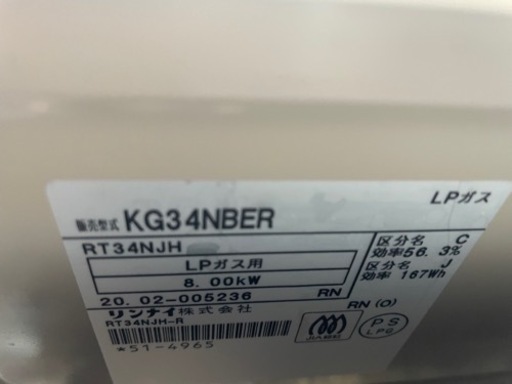 LPガス
販売型式 KG34NBER
RT34NJH
LPガス用
8.00kW
区分名 C
効率56.3%
区分名 J
効率 167Wh
20.02-005236 RN
RN (O)
リンナイ株式会社
RT34NJH-R
*51-4965
JIA
PS
LPG